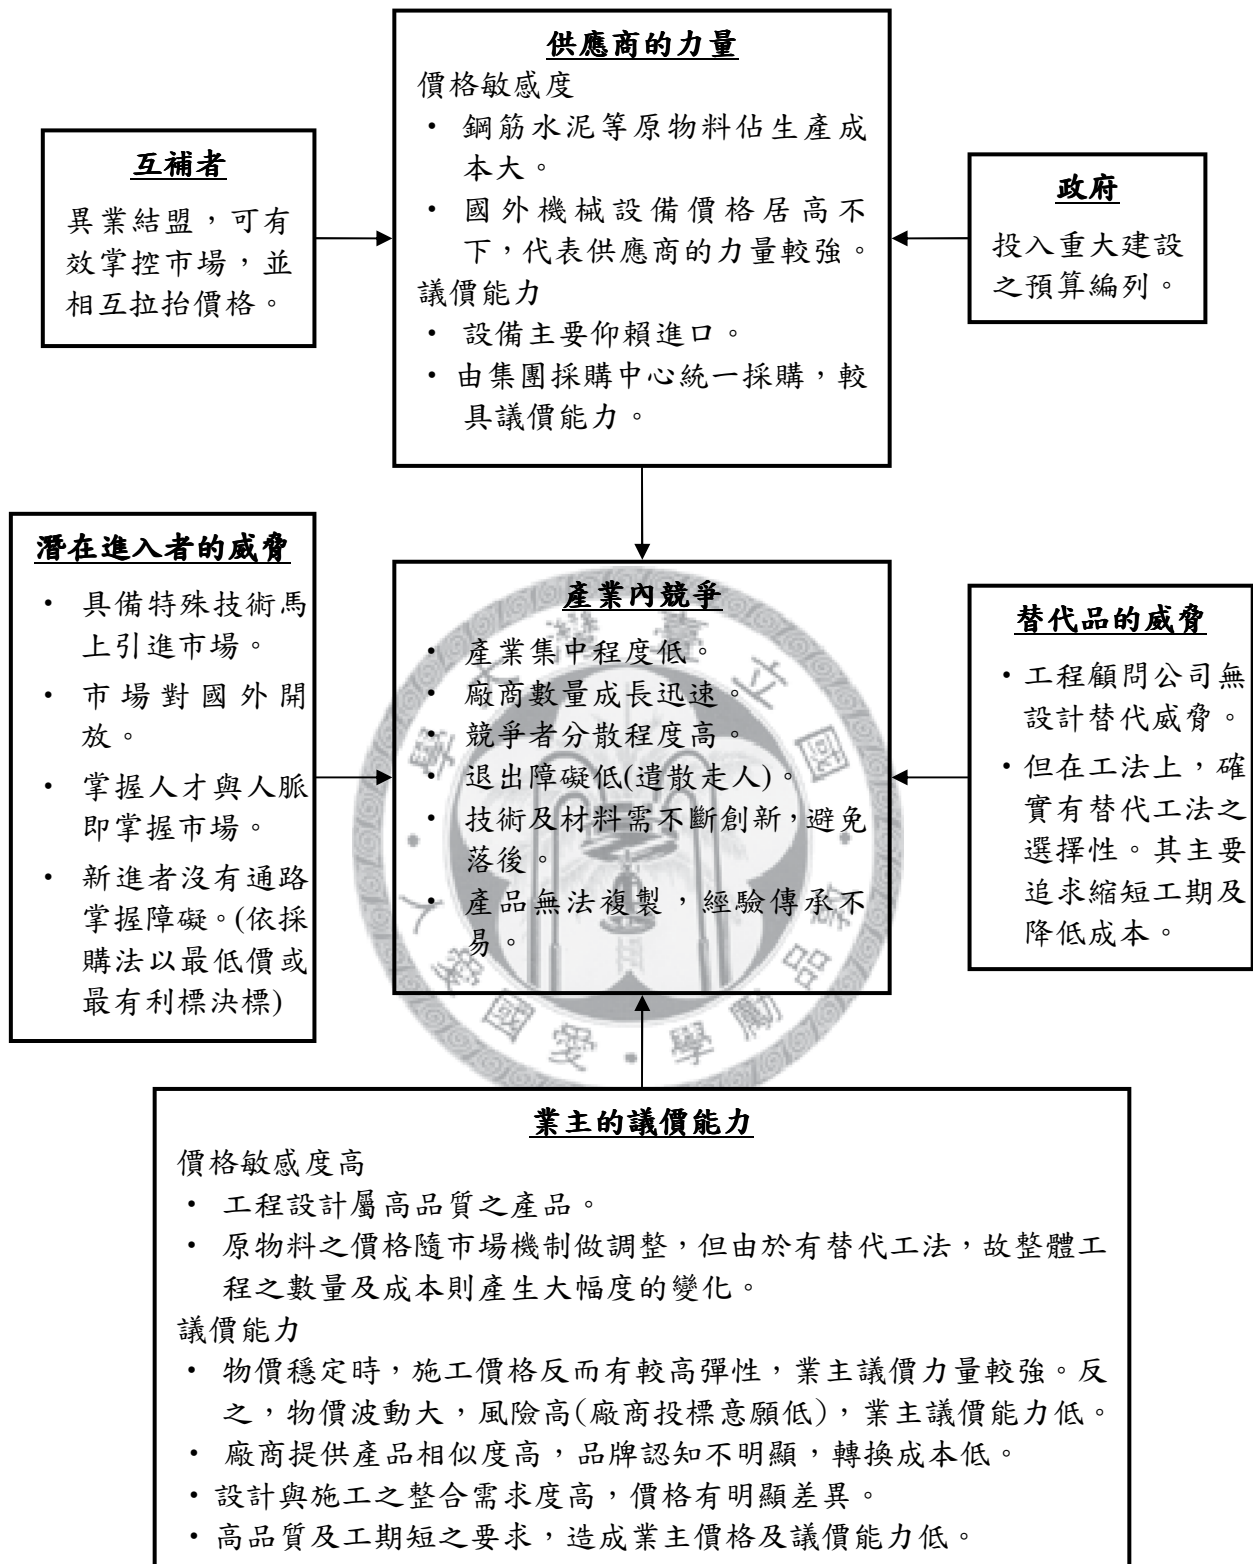 供應商的力量
價格敏感度
• 鋼筋水泥等原物料佔生產成
本大。
• 國外機械設備價格居高不
下，代表供應商的力量較強。
議價能力
• 設備主要仰賴進口。
• 由集團採購中心統一採購，較
具議價能力。
互補者
異業結盟，可有
效掌控市場，並
相互拉抬價格。
政府
投入重大建設
之預算編列。
潛在進入者的威脅
• 具備特殊技術馬
上引進市場。
• 市場對國外開
放。
• 掌握人才與人脈
即掌握市場。
• 新進者沒有通路
掌握障礙。(依採
購法以最低價或
最有利標決標)
產業內競爭
• 產業集中程度低。
• 廠商數量成長迅速。
• 競爭者分散程度高。
• 退出障礙低(遣散走人)。
• 技術及材料需不斷創新，避免
落後。
• 產品無法複製，經驗傳承不
易。
替代品的威脅
• 工程顧問公司無
設計替代威脅。
• 但在工法上，確
實有替代工法之
選擇性。其主要
追求縮短工期及
降低成本。
業主的議價能力
價格敏感度高
• 工程設計屬高品質之產品。
• 原物料之價格隨市場機制做調整，但由於有替代工法，故整體工
程之數量及成本則產生大幅度的變化。
議價能力
• 物價穩定時，施工價格反而有較高彈性，業主議價力量較強。反
之，物價波動大，風險高(廠商投標意願低)，業主議價能力低。
• 廠商提供產品相似度高，品牌認知不明顯，轉換成本低。
• 設計與施工之整合需求度高，價格有明顯差異。
• 高品質及工期短之要求，造成業主價格及議價能力低。